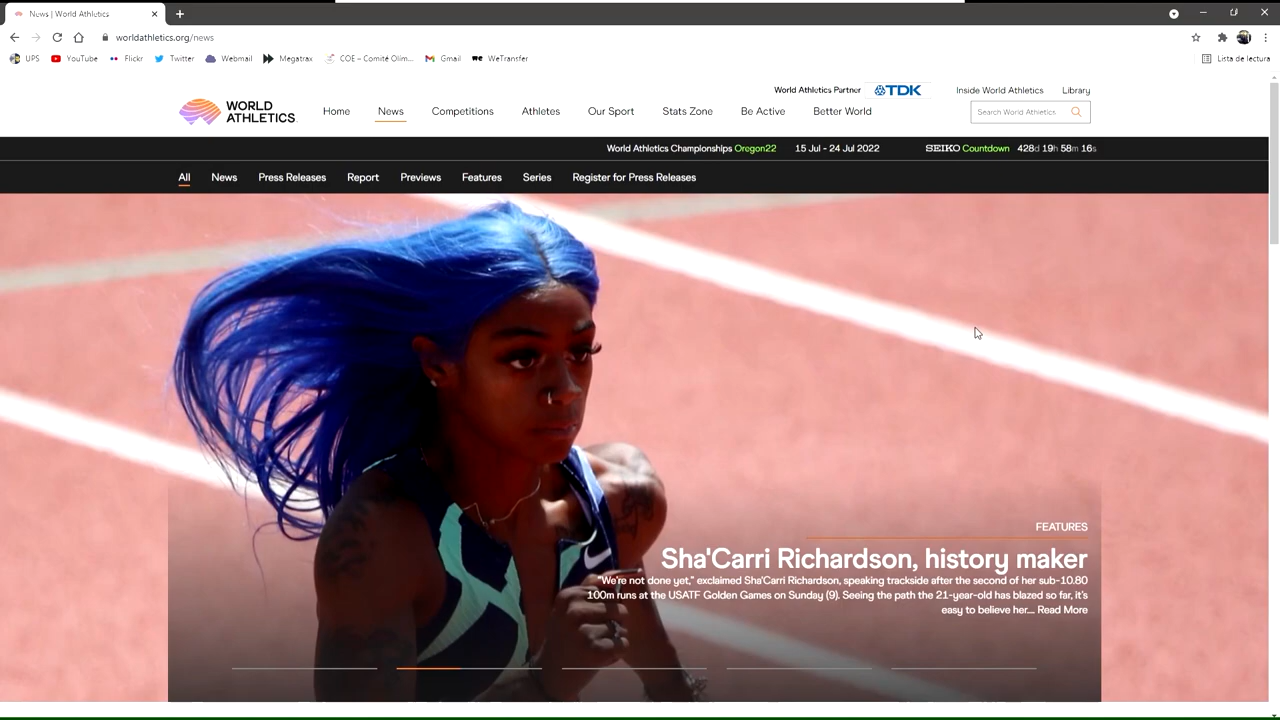 News | World Athletics
worldathletics.org/news
UPS YouTube Flickr Twitter Webmail Megatrax COE – Comité Olím... Gmail WeTransfer Lista de lectura
World Athletics Partner TDK Inside World Athletics Library
WORLD ATHLETICS
Home News Competitions Athletes Our Sport Stats Zone Be Active Better World Search World Athletics
World Athletics Championships Oregon22 15 Jul - 24 Jul 2022 SEIKO Countdown 428d 19h 58m 16s
All News Press Releases Report Previews Features Series Register for Press Releases
FEATURES
Sha'Carri Richardson, history maker
"We're not done yet," exclaimed Sha'Carri Richardson, speaking trackside after the second of her sub-10.80
100m runs at the USATF Golden Games on Sunday (9). Seeing the path the 21-year-old has blazed so far, it's
easy to believe her.... Read More